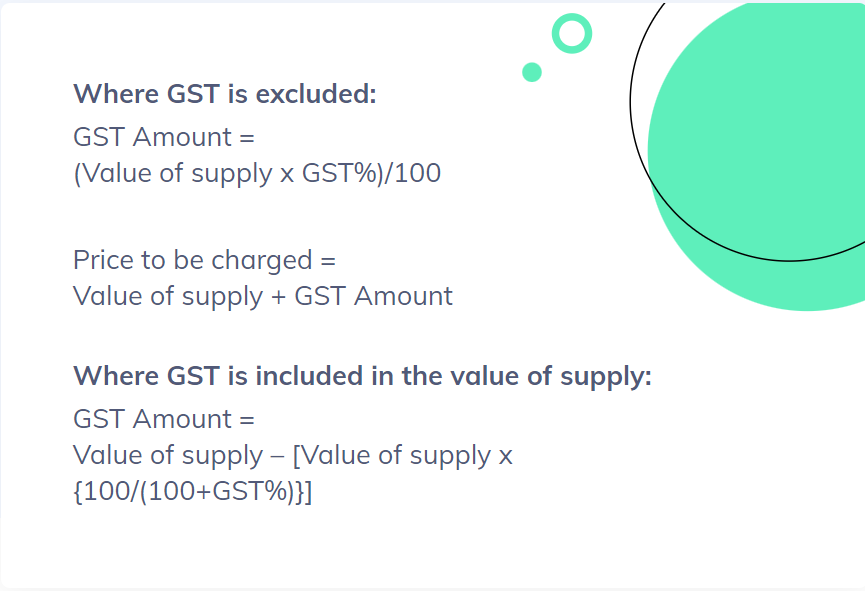 Where GST is excluded:
GST Amount =
(Value of supply x GST%)/100
Price to be charged =
Value of supply + GST Amount
Where GST is included in the value of supply:
GST Amount =
Value of supply – [Value of supply x
{100/(100+GST%)}]